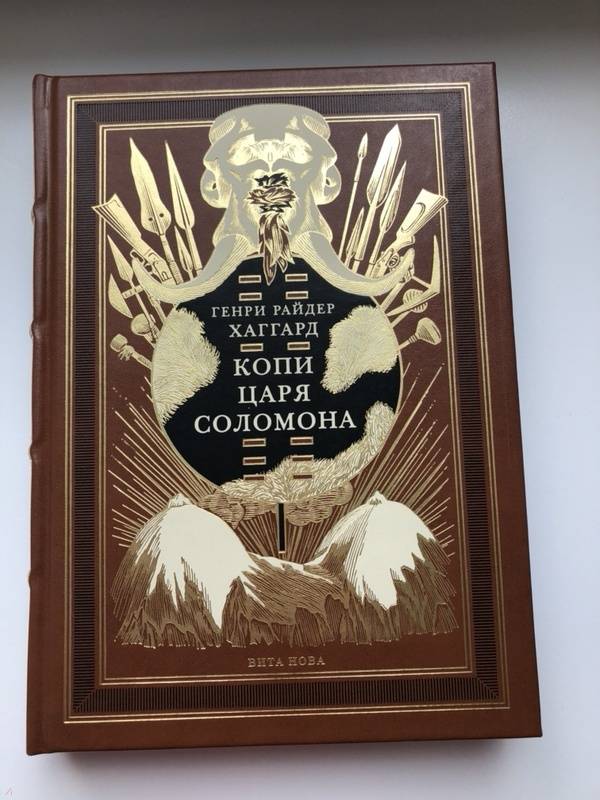 ГЕНРИ РАЙДЕР
ХАГГАРД
КОПИ
ЦАРЯ
СОЛОМОНА
ВИТА НОВА